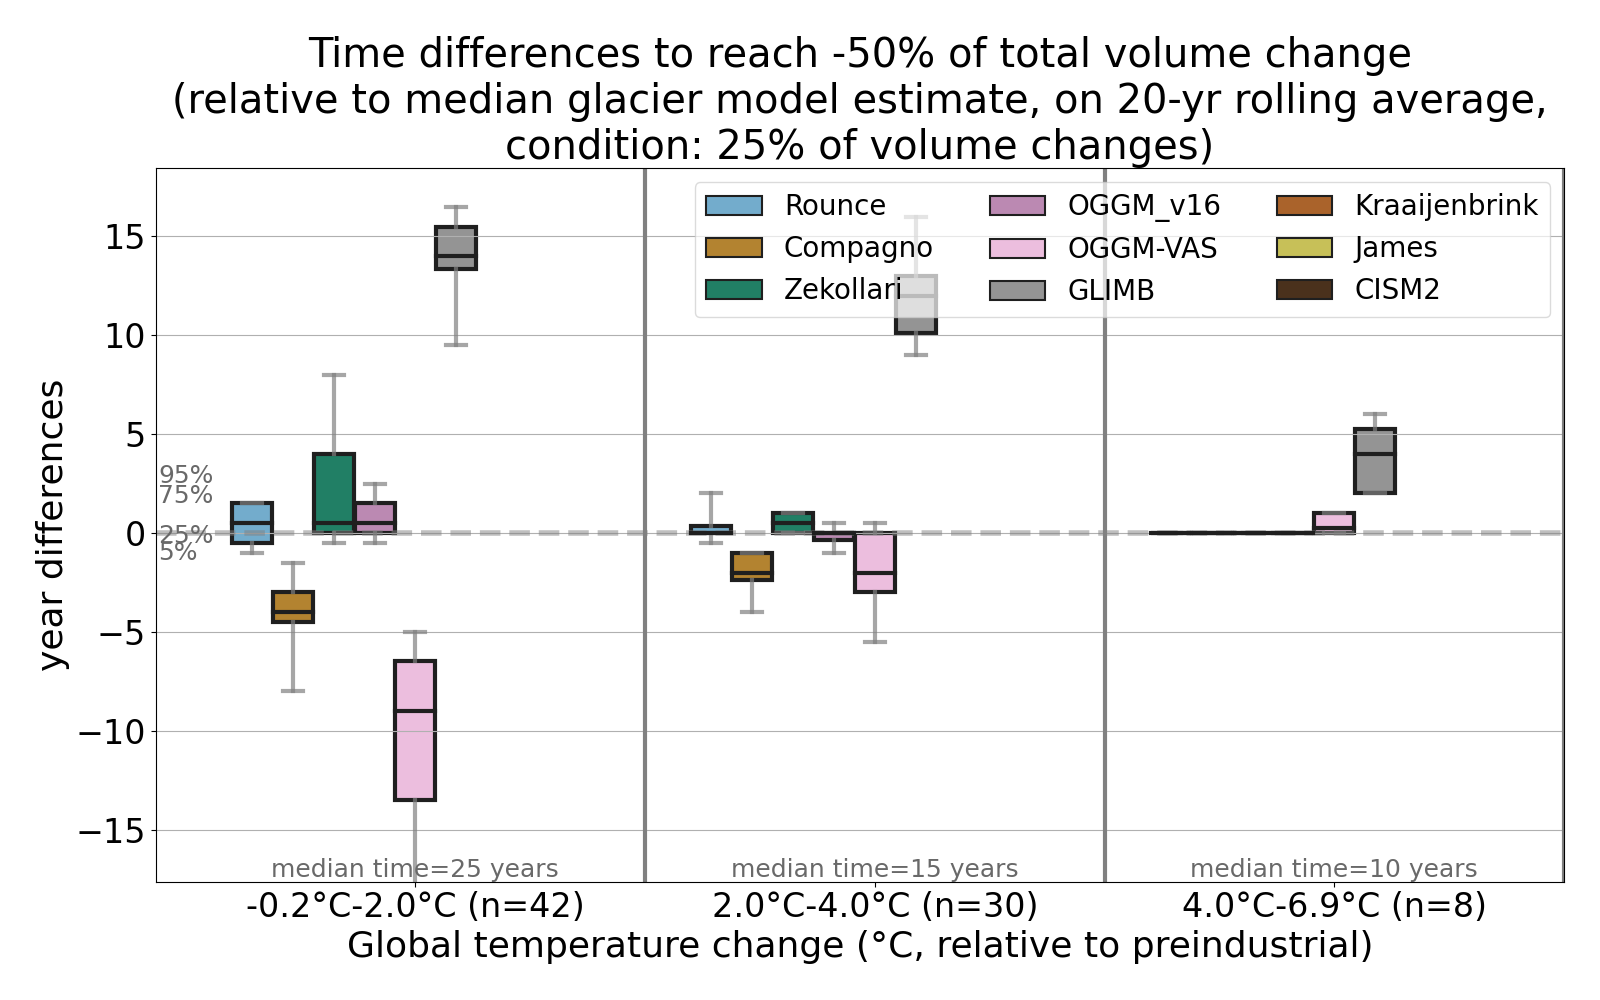 Time differences to reach -50% of total volume change
(relative to median glacier model estimate, on 20-yr rolling average,
condition: 25% of volume changes)
Rounce
Compagno
Zekollari
OGGM_v16
OGGM-VAS
GLIMB
Kraaijenbrink
James
CISM2
year differences
15
10
5
0
−5
−10
−15
95%
75%
25%
5%
median time=25 years
median time=15 years
median time=10 years
-0.2°C-2.0°C (n=42)
2.0°C-4.0°C (n=30)
4.0°C-6.9°C (n=8)
Global temperature change (°C, relative to preindustrial)